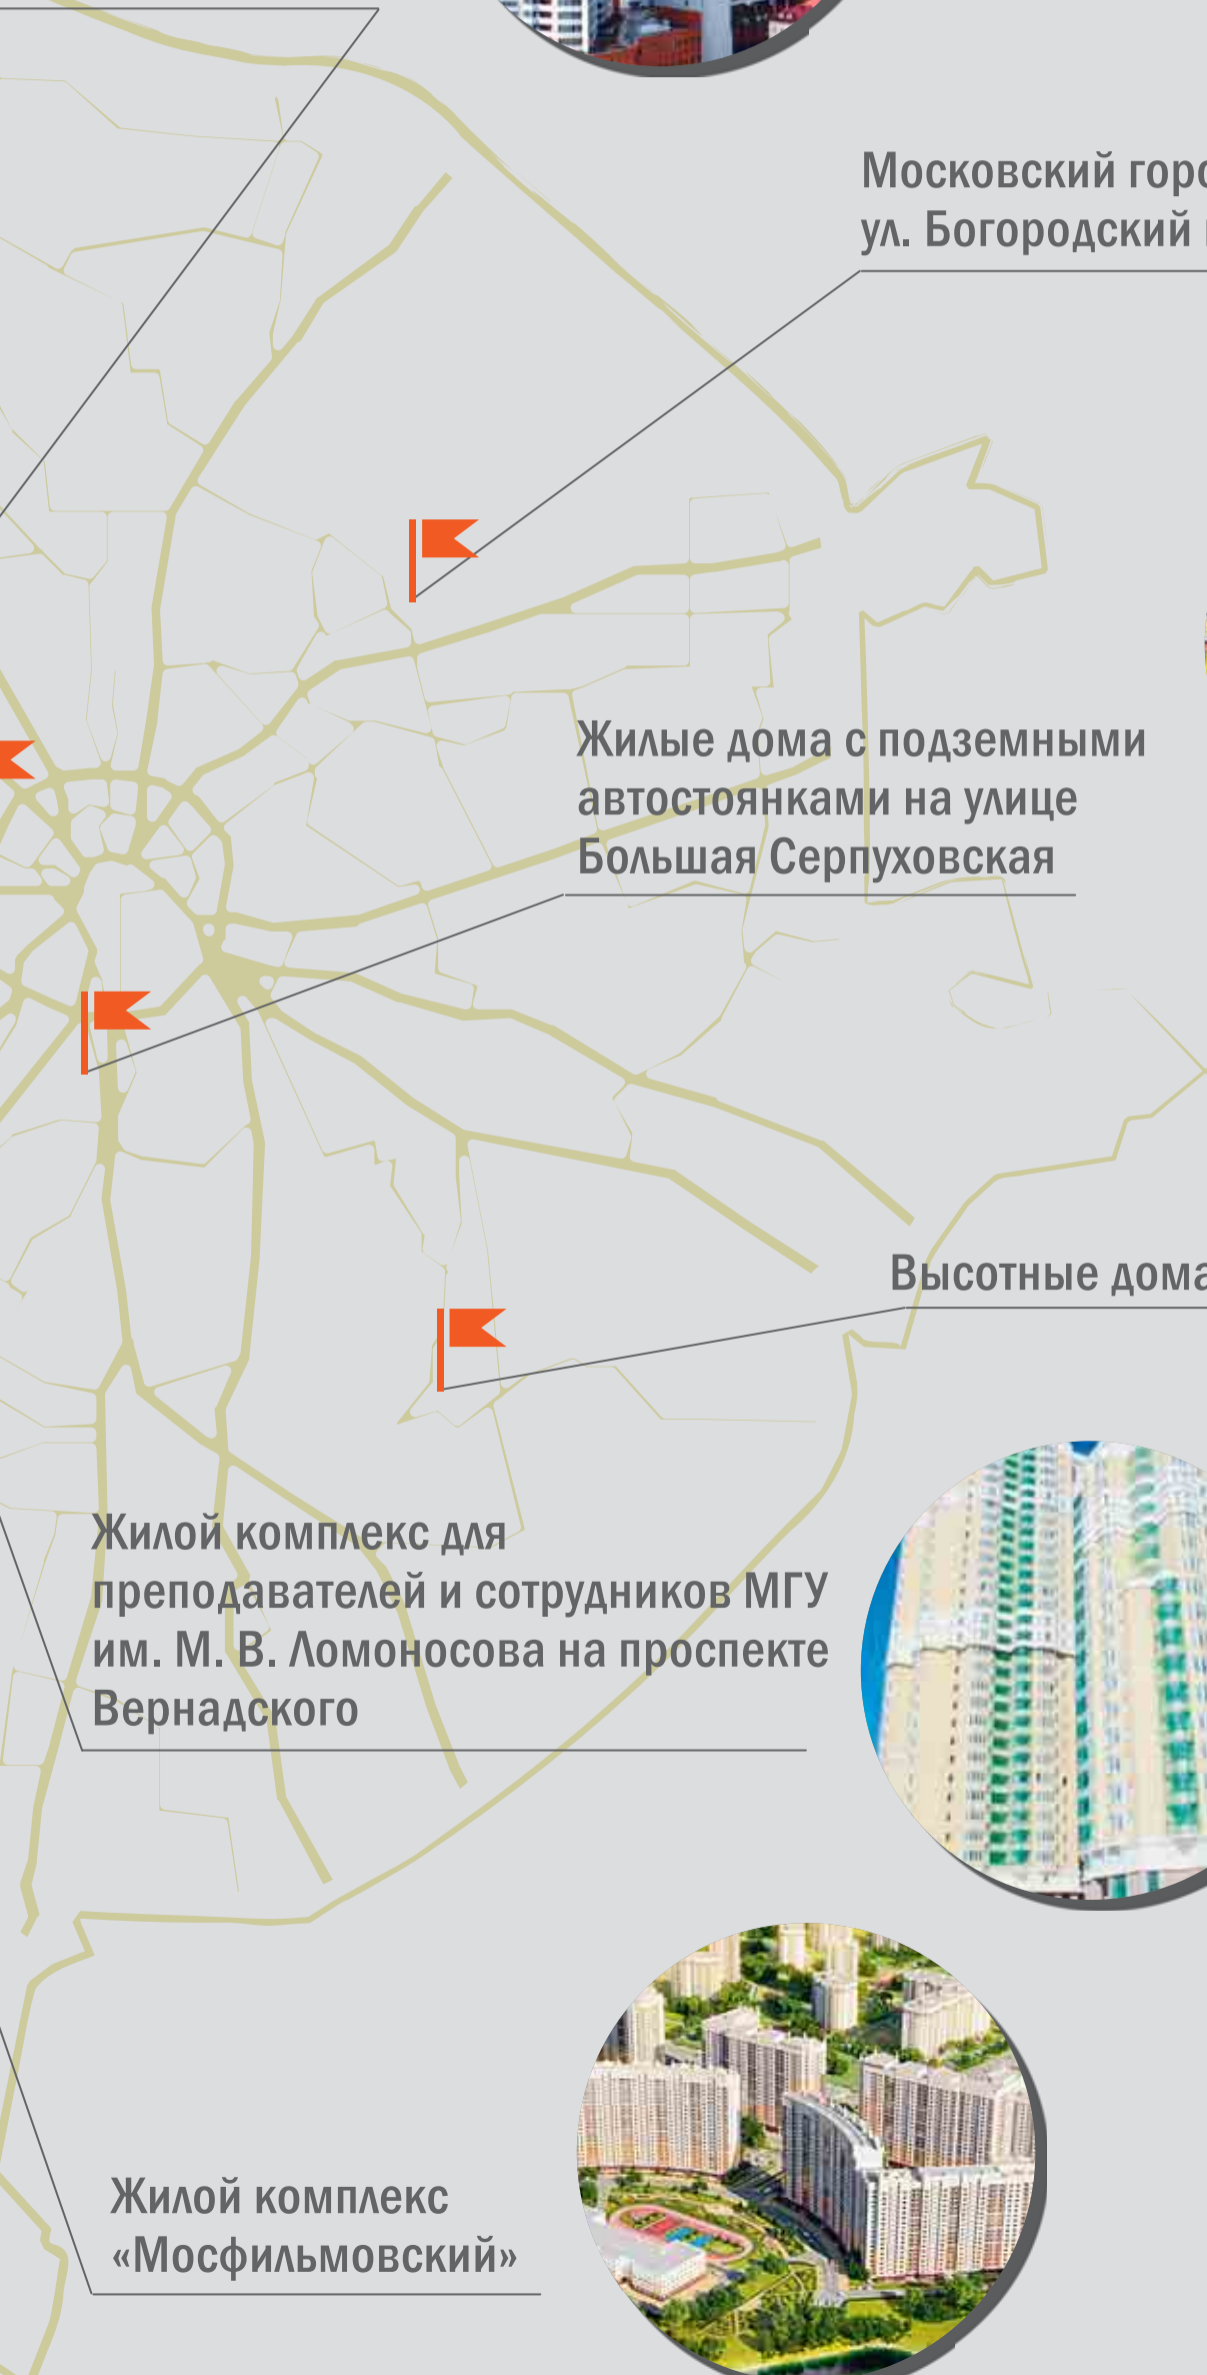 Московский
ул. Богородский
Жилые дома с подземными
автостоянками на улице
Большая Серпуховская
Высотные дома
Жилой комплекс для
преподавателей и сотрудников МГУ
им. М. В. Ломоносова на проспекте
Вернадского
Жилой комплекс
«Мосфильмовский»